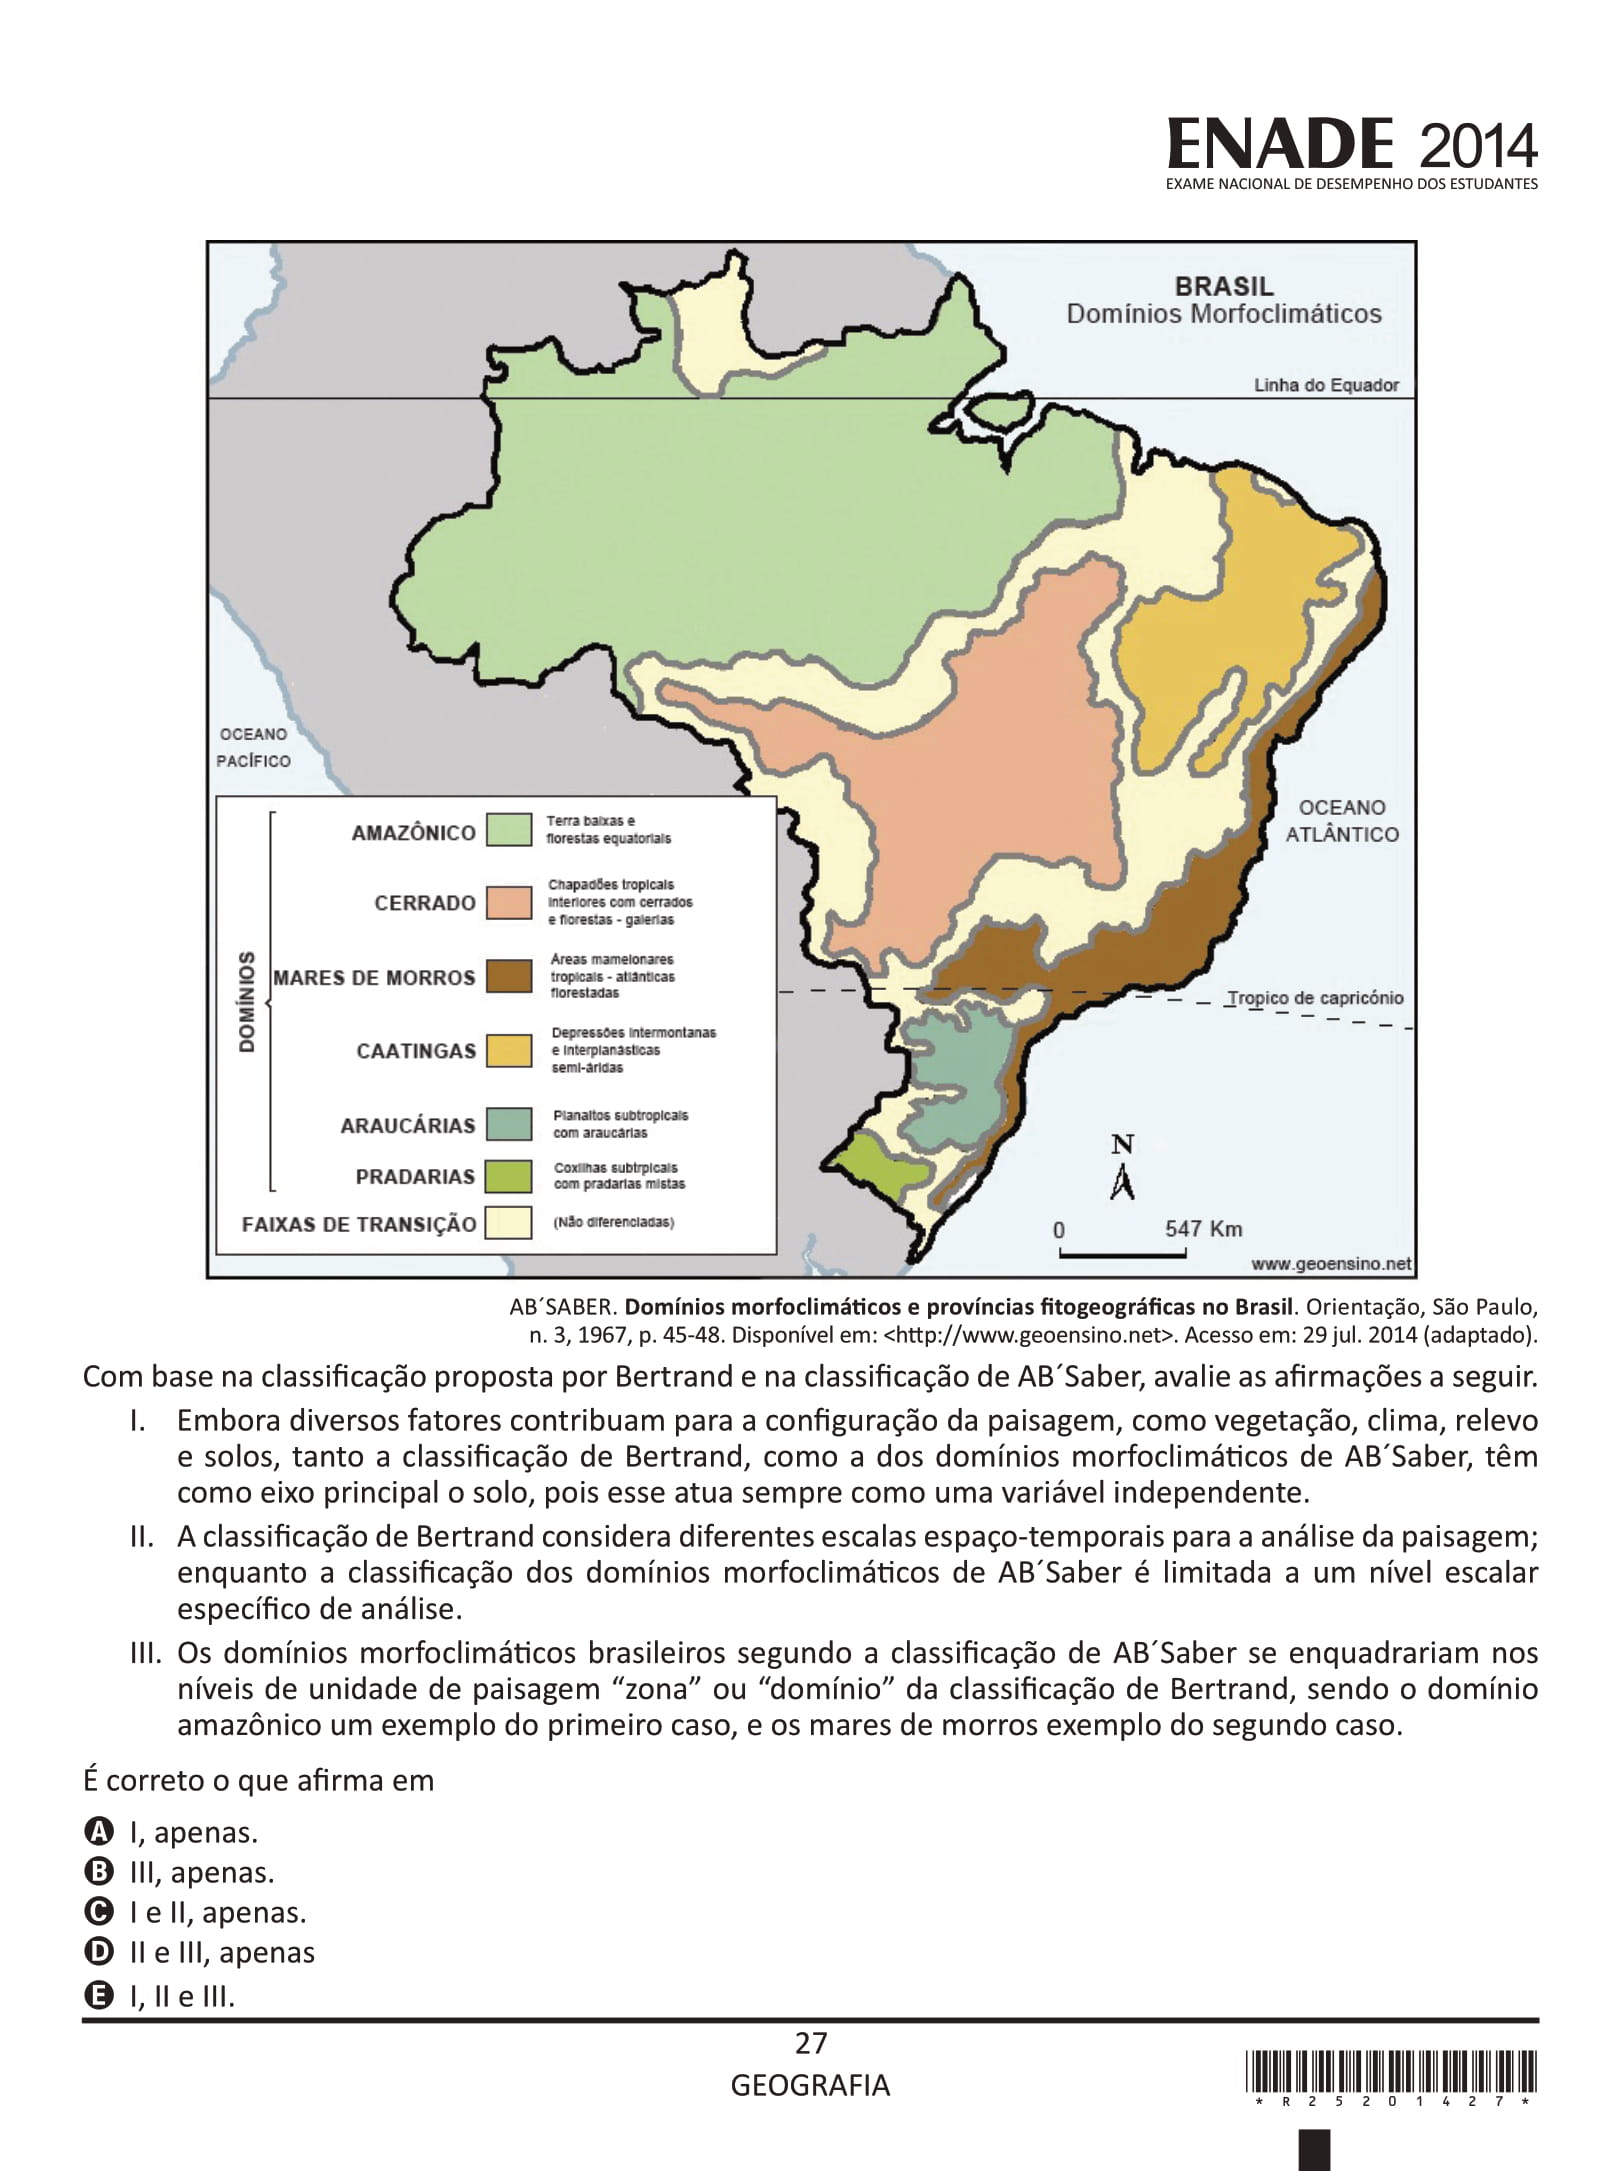 ENADE 2014
EXAME NACIONAL DE DESEMPENHO DOS ESTUDANTES
BRASIL
Domínios Morfoclimáticos
Linha do Equador
OCEANO
PACÍFICO
OCEANO
ATLÂNTICO
Tropico de capricónio
DOMÍNIOS
AMAZÔNICO
Terra baixas e
florestas equatoriais
CERRADO
Chapadões tropicais
interiores com cerrados
e florestas - galerias
MARES DE MORROS
Áreas mamelonares
tropicais - atlânticas
florestadas
CAATINGAS
Depressões intermontanas
e interplanásticas
semi-áridas
ARAUCÁRIAS
Planaltos subtropicais
com araucárias
PRADARIAS
Coxilhas subtrpicais
com pradarias mistas
FAIXAS DE TRANSIÇÃO
(Não diferenciadas)
N
0 547 Km
www.geoensino.net
AB´SABER. Domínios morfoclimáticos e províncias fitogeográficas no Brasil. Orientação, São Paulo,
n. 3, 1967, p. 45-48. Disponível em: <http://www.geoensino.net>. Acesso em: 29 jul. 2014 (adaptado).
Com base na classificação proposta por Bertrand e na classificação de AB´Saber, avalie as afirmações a seguir.
I. Embora diversos fatores contribuam para a configuração da paisagem, como vegetação, clima, relevo
e solos, tanto a classificação de Bertrand, como a dos domínios morfoclimáticos de AB´Saber, têm
como eixo principal o solo, pois esse atua sempre como uma variável independente.
II. A classificação de Bertrand considera diferentes escalas espaço-temporais para a análise da paisagem;
enquanto a classificação dos domínios morfoclimáticos de AB´Saber é limitada a um nível escalar
específico de análise.
III. Os domínios morfoclimáticos brasileiros segundo a classificação de AB´Saber se enquadrariam nos
níveis de unidade de paisagem “zona” ou “domínio” da classificação de Bertrand, sendo o domínio
amazônico um exemplo do primeiro caso, e os mares de morros exemplo do segundo caso.
É correto o que afirma em
A I, apenas.
B III, apenas.
C I e II, apenas.
D II e III, apenas
E I, II e III.
27
GEOGRAFIA
* R 2 5 2 0 1 4 2 7 *